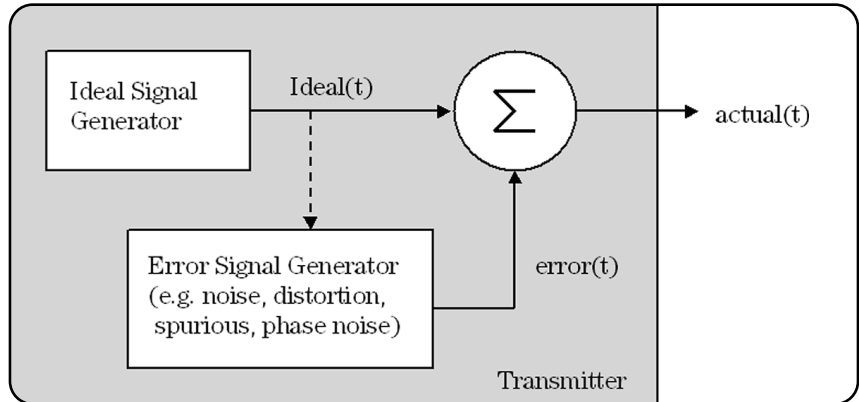 Ideal Signal
Generator
Ideal(t)
Σ
actual(t)
Error Signal Generator
(e.g. noise, distortion,
spurious, phase noise)
error(t)
Transmitter